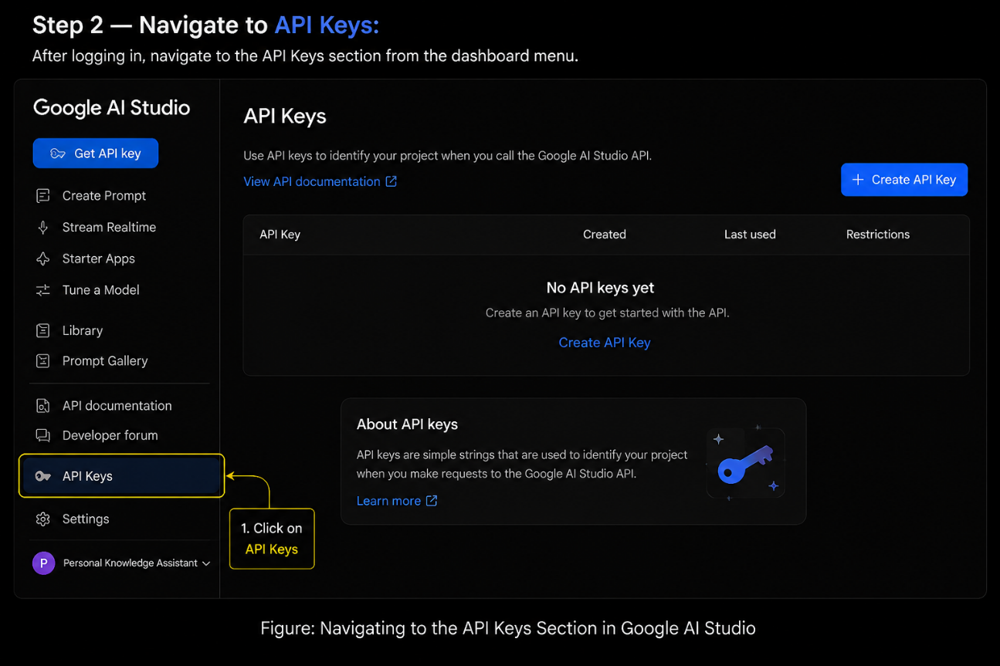 Step 2 — Navigate to API Keys:
After logging in, navigate to the API Keys section from the dashboard menu.
Google AI Studio
Get API key
Create Prompt
Stream Realtime
Starter Apps
Tune a Model
Library
Prompt Gallery
API documentation
Developer forum
API Keys
Settings
P
Personal Knowledge Assistant
1. Click on
API Keys
API Keys
Use API keys to identify your project when you call the Google AI Studio API.
View API documentation
+ Create API Key
API Key Created Last used Restrictions
No API keys yet
Create an API key to get started with the API.
Create API Key
About API keys
API keys are simple strings that are used to identify your project
when you make requests to the Google AI Studio API.
Learn more
Figure: Navigating to the API Keys Section in Google AI Studio